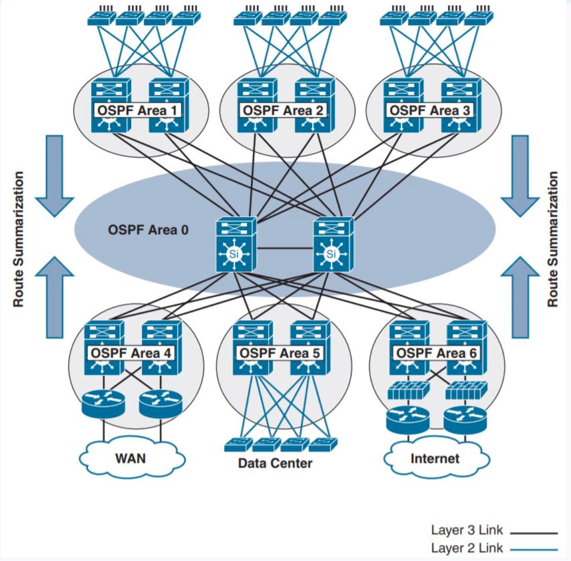 OSPF Area 1
OSPF Area 2
OSPF Area 3
Route Summarization
OSPF Area 0
Si
Si
Route Summarization
OSPF Area 4
OSPF Area 5
OSPF Area 6
WAN
Data Center
Internet
Layer 3 Link
Layer 2 Link